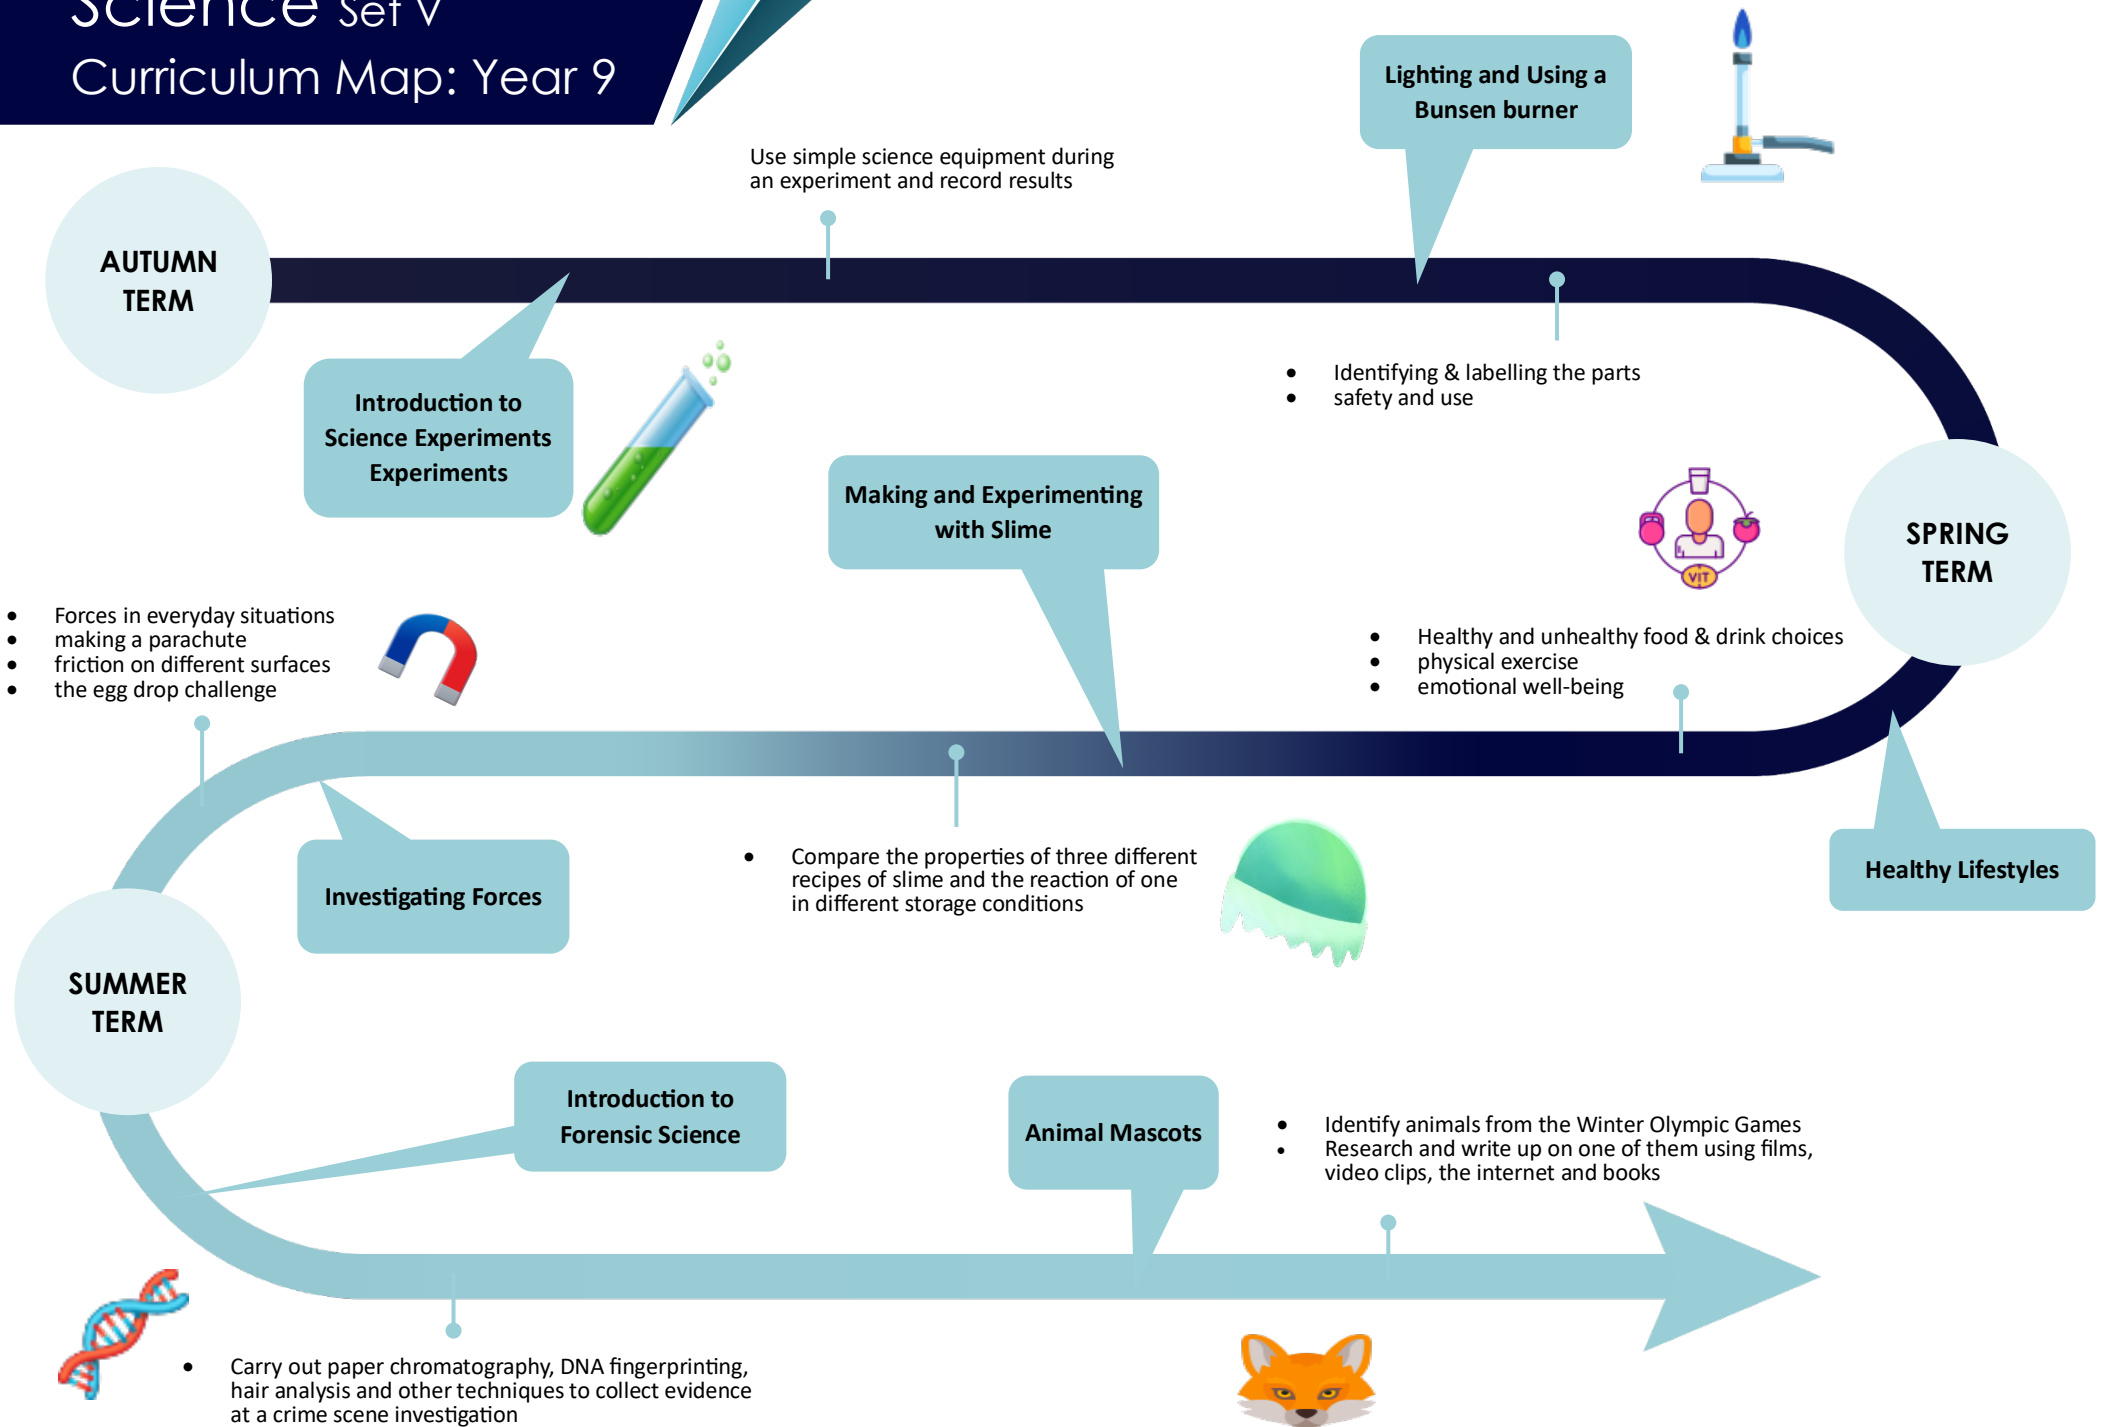 Science Set V
Curriculum Map: Year 9
AUTUMN
TERM
Introduction to
Science Experiments
Experiments
Use simple science equipment during
an experiment and record results
Lighting and Using a
Bunsen burner
• Identifying & labelling the parts
• safety and use
SPRING
TERM
Healthy Lifestyles
VIT
• Healthy and unhealthy food & drink choices
• physical exercise
• emotional well-being
Making and Experimenting
with Slime
• Compare the properties of three different
recipes of slime and the reaction of one
in different storage conditions
Investigating Forces
• Forces in everyday situations
• making a parachute
• friction on different surfaces
• the egg drop challenge
SUMMER
TERM
Introduction to
Forensic Science
• Carry out paper chromatography, DNA fingerprinting,
hair analysis and other techniques to collect evidence
at a crime scene investigation
Animal Mascots
• Identify animals from the Winter Olympic Games
• Research and write up on one of them using films,
video clips, the internet and books